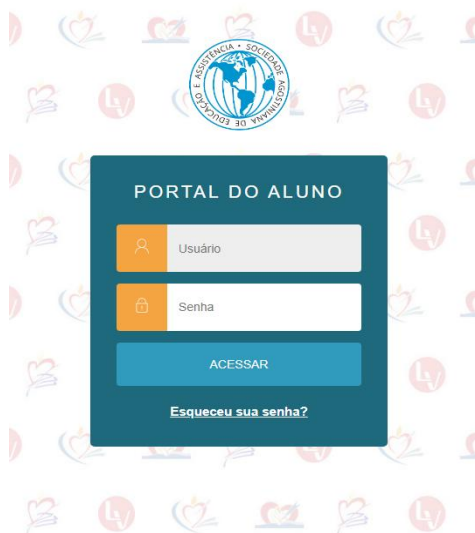 SOCIEDADE AGOSTINIANA DE EDUCAÇÃO E ASSISTÊNCIA
PORTAL DO ALUNO
Usuário
Senha
ACESSAR
Esqueceu sua senha?